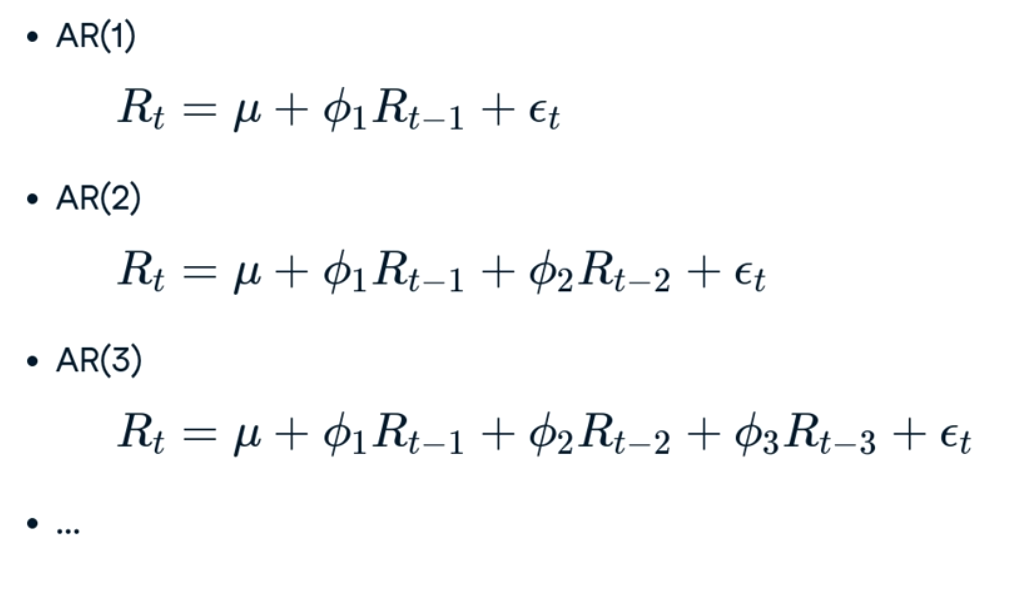 • AR(1)
R_t = μ + ϕ_1 R_{t−1} + ϵ_t
• AR(2)
R_t = μ + ϕ_1 R_{t−1} + ϕ_2 R_{t−2} + ϵ_t
• AR(3)
R_t = μ + ϕ_1 R_{t−1} + ϕ_2 R_{t−2} + ϕ_3 R_{t−3} + ϵ_t
• ...